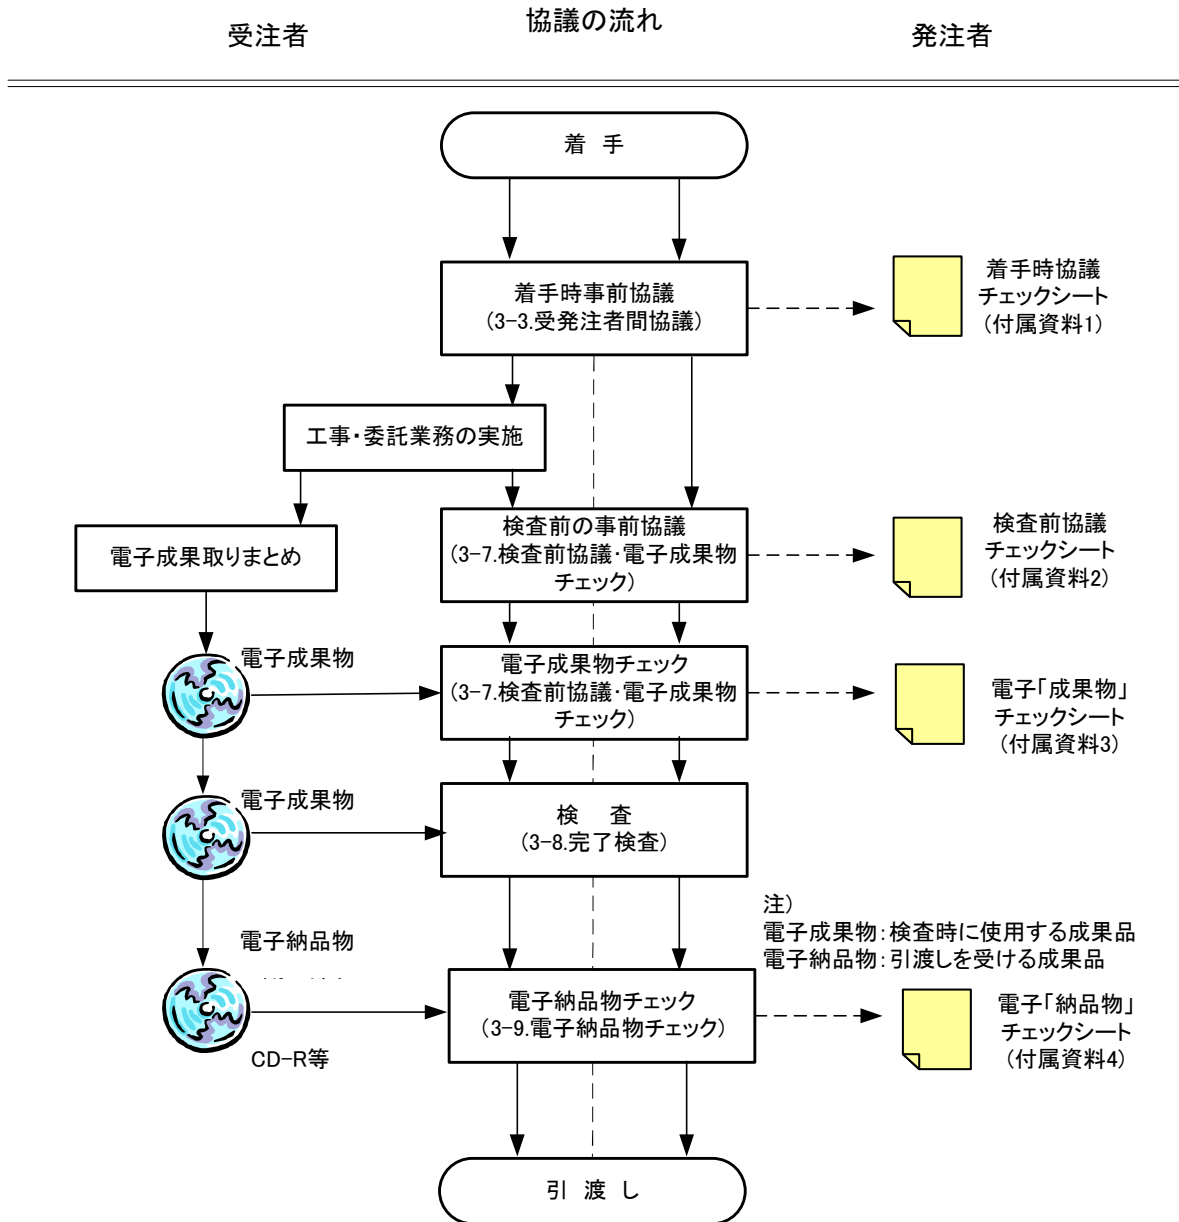 受注者
協議の流れ
発注者
着 手
着手時事前協議
(3-3.受発注者間協議)
着手時協議
チェックシート
(付属資料1)
工事・委託業務の実施
電子成果取りまとめ
検査前の事前協議
(3-7.検査前協議・電子成果物
チェック)
検査前協議
チェックシート
(付属資料2)
電子成果物
電子成果物チェック
(3-7.検査前協議・電子成果物
チェック)
電子「成果物」
チェックシート
(付属資料3)
電子成果物
検 査
(3-8.完了検査)
注)
電子成果物:検査時に使用する成果品
電子納品物:引渡しを受ける成果品
電子納品物
CD-R等
電子納品物チェック
(3-9.電子納品物チェック)
電子「納品物」
チェックシート
(付属資料4)
引 渡 し